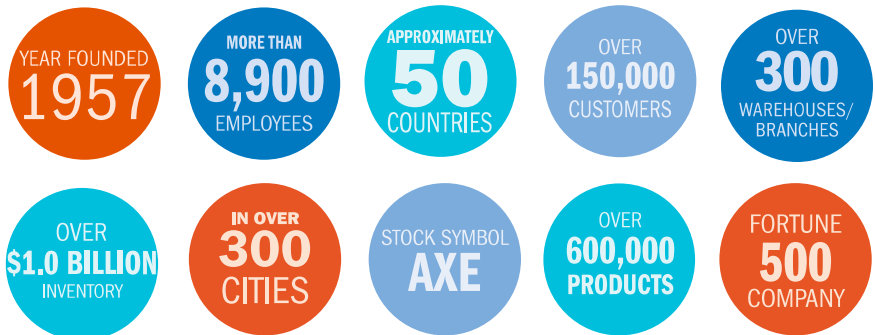 YEAR FOUNDED
1957
MORE THAN
8,900
EMPLOYEES
APPROXIMATELY
50
COUNTRIES
OVER
150,000
CUSTOMERS
OVER
300
WAREHOUSES/
BRANCHES
OVER
$1.0 BILLION
INVENTORY
IN OVER
300
CITIES
STOCK SYMBOL
AXE
OVER
600,000
PRODUCTS
FORTUNE
500
COMPANY